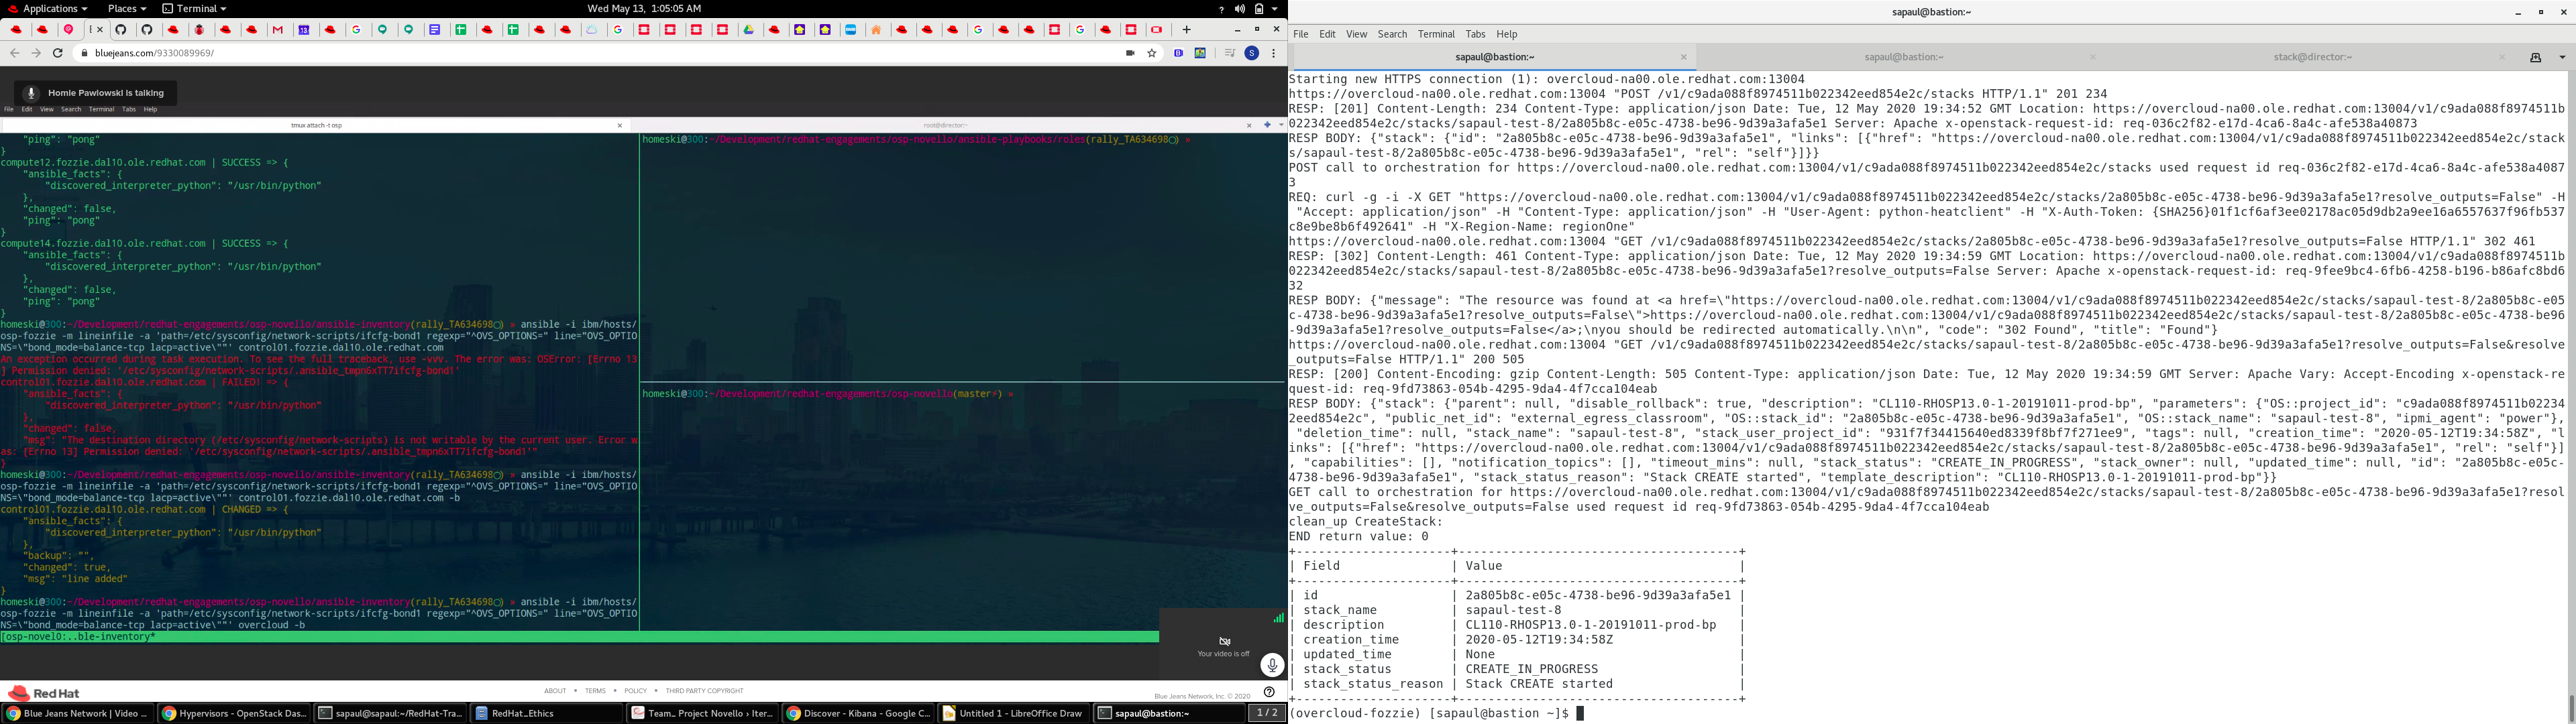 Applications
Places
Terminal
Wed May 13, 1:05:05 AM
bluejeans.com/9330089969/
Homie Pawlowski is talking
File Edit View Search Terminal Tabs Help
tmux attach -t osp
root@director:~
"ping": "pong"
}
compute12.fozzie.dal10.ole.redhat.com | SUCCESS => {
"ansible_facts": {
"discovered_interpreter_python": "/usr/bin/python"
},
"changed": false,
"ping": "pong"
}
compute14.fozzie.dal10.ole.redhat.com | SUCCESS => {
"ansible_facts": {
"discovered_interpreter_python": "/usr/bin/python"
},
"changed": false,
"ping": "pong"
}
homeski@300:~/Development/redhat-engagements/osp-novello/ansible-inventory(rally_TA634698○) » ansible -i ibm/hosts/
osp-fozzie -m lineinfile -a 'path=/etc/sysconfig/network-scripts/ifcfg-bond1 regexp="^OVS_OPTIONS=" line="OVS_OPTIO
NS=\"bond_mode=balance-tcp lacp=active\""' control01.fozzie.dal10.ole.redhat.com
An exception occurred during task execution. To see the full traceback, use -vvv. The error was: OSError: [Errno 13
] Permission denied: '/etc/sysconfig/network-scripts/.ansible_tmpn6xTT7ifcfg-bond1'
control01.fozzie.dal10.ole.redhat.com | FAILED! => {
"ansible_facts": {
"discovered_interpreter_python": "/usr/bin/python"
},
"changed": false,
"msg": "The destination directory (/etc/sysconfig/network-scripts) is not writable by the current user. Error w
as: [Errno 13] Permission denied: '/etc/sysconfig/network-scripts/.ansible_tmpn6xTT7ifcfg-bond1'"
}
homeski@300:~/Development/redhat-engagements/osp-novello/ansible-inventory(rally_TA634698○) » ansible -i ibm/hosts/
osp-fozzie -m lineinfile -a 'path=/etc/sysconfig/network-scripts/ifcfg-bond1 regexp="^OVS_OPTIONS=" line="OVS_OPTIO
NS=\"bond_mode=balance-tcp lacp=active\""' control01.fozzie.dal10.ole.redhat.com -b
control01.fozzie.dal10.ole.redhat.com | CHANGED => {
"ansible_facts": {
"discovered_interpreter_python": "/usr/bin/python"
},
"backup": "",
"changed": true,
"msg": "line added"
}
homeski@300:~/Development/redhat-engagements/osp-novello/ansible-inventory(rally_TA634698○) » ansible -i ibm/hosts/
osp-fozzie -m lineinfile -a 'path=/etc/sysconfig/network-scripts/ifcfg-bond1 regexp="^OVS_OPTIONS=" line="OVS_OPTIO
NS=\"bond_mode=balance-tcp lacp=active\""' overcloud -b
[osp-novel0:..ble-inventory*
homeski@300:~/Development/redhat-engagements/osp-novello/ansible-playbooks/roles(rally_TA634698○) »
homeski@300:~/Development/redhat-engagements/osp-novello(master⚡) »
Your video is off
Red Hat
ABOUT • TERMS • POLICY • THIRD PARTY COPYRIGHT
Blue Jeans Network, Inc. © 2020
Blue Jeans Network | Video ...
Hypervisors - OpenStack Das...
sapaul@sapaul:~/RedHat-Tra...
RedHat_Ethics
Team_ Project Novello › Iter...
Discover - Kibana - Google C...
Untitled 1 - LibreOffice Draw
sapaul@bastion:~
1 / 2
sapaul@bastion:~
File Edit View Search Terminal Tabs Help
sapaul@bastion:~
sapaul@bastion:~
stack@director:~
Starting new HTTPS connection (1): overcloud-na00.ole.redhat.com:13004
https://overcloud-na00.ole.redhat.com:13004 "POST /v1/c9ada088f8974511b022342eed854e2c/stacks HTTP/1.1" 201 234
RESP: [201] Content-Length: 234 Content-Type: application/json Date: Tue, 12 May 2020 19:34:52 GMT Location: https://overcloud-na00.ole.redhat.com:13004/v1/c9ada088f8974511b
022342eed854e2c/stacks/sapaul-test-8/2a805b8c-e05c-4738-be96-9d39a3afa5e1 Server: Apache x-openstack-request-id: req-036c2f82-e17d-4ca6-8a4c-afe538a40873
RESP BODY: {"stack": {"id": "2a805b8c-e05c-4738-be96-9d39a3afa5e1", "links": [{"href": "https://overcloud-na00.ole.redhat.com:13004/v1/c9ada088f8974511b022342eed854e2c/stack
s/sapaul-test-8/2a805b8c-e05c-4738-be96-9d39a3afa5e1", "rel": "self"}]}}
POST call to orchestration for https://overcloud-na00.ole.redhat.com:13004/v1/c9ada088f8974511b022342eed854e2c/stacks used request id req-036c2f82-e17d-4ca6-8a4c-afe538a4087
3
REQ: curl -g -i -X GET "https://overcloud-na00.ole.redhat.com:13004/v1/c9ada088f8974511b022342eed854e2c/stacks/2a805b8c-e05c-4738-be96-9d39a3afa5e1?resolve_outputs=False" -H
"Accept: application/json" -H "Content-Type: application/json" -H "User-Agent: python-heatclient" -H "X-Auth-Token: {SHA256}01f1cf6af3ee02178ac05d9db2a9ee16a6557637f96fb537
c8e9be8b6f492641" -H "X-Region-Name: regionOne"
https://overcloud-na00.ole.redhat.com:13004 "GET /v1/c9ada088f8974511b022342eed854e2c/stacks/2a805b8c-e05c-4738-be96-9d39a3afa5e1?resolve_outputs=False HTTP/1.1" 302 461
RESP: [302] Content-Length: 461 Content-Type: application/json Date: Tue, 12 May 2020 19:34:59 GMT Location: https://overcloud-na00.ole.redhat.com:13004/v1/c9ada088f8974511b
022342eed854e2c/stacks/sapaul-test-8/2a805b8c-e05c-4738-be96-9d39a3afa5e1?resolve_outputs=False Server: Apache x-openstack-request-id: req-9fee9bc4-6fb6-4258-b196-b86afc8bd6
32
RESP BODY: {"message": "The resource was found at <a href=\"https://overcloud-na00.ole.redhat.com:13004/v1/c9ada088f8974511b022342eed854e2c/stacks/sapaul-test-8/2a805b8c-e05
c-4738-be96-9d39a3afa5e1?resolve_outputs=False\">https://overcloud-na00.ole.redhat.com:13004/v1/c9ada088f8974511b022342eed854e2c/stacks/sapaul-test-8/2a805b8c-e05c-4738-be96
-9d39a3afa5e1?resolve_outputs=False</a>;\nyou should be redirected automatically.\n\n", "code": "302 Found", "title": "Found"}
https://overcloud-na00.ole.redhat.com:13004 "GET /v1/c9ada088f8974511b022342eed854e2c/stacks/sapaul-test-8/2a805b8c-e05c-4738-be96-9d39a3afa5e1?resolve_outputs=False&resolve
_outputs=False HTTP/1.1" 200 505
RESP: [200] Content-Encoding: gzip Content-Length: 505 Content-Type: application/json Date: Tue, 12 May 2020 19:34:59 GMT Server: Apache Vary: Accept-Encoding x-openstack-re
quest-id: req-9fd73863-054b-4295-9da4-4f7cca104eab
RESP BODY: {"stack": {"parent": null, "disable_rollback": true, "description": "CL110-RHOSP13.0-1-20191011-prod-bp", "parameters": {"OS::project_id": "c9ada088f8974511b02234
2eed854e2c", "public_net_id": "external_egress_classroom", "OS::stack_id": "2a805b8c-e05c-4738-be96-9d39a3afa5e1", "OS::stack_name": "sapaul-test-8", "ipmi_agent": "power"},
"deletion_time": null, "stack_name": "sapaul-test-8", "stack_user_project_id": "931f7f34415640ed8339f8bf7f271ee9", "tags": null, "creation_time": "2020-05-12T19:34:58Z", "l
inks": [{"href": "https://overcloud-na00.ole.redhat.com:13004/v1/c9ada088f8974511b022342eed854e2c/stacks/sapaul-test-8/2a805b8c-e05c-4738-be96-9d39a3afa5e1", "rel": "self"}]
, "capabilities": [], "notification_topics": [], "timeout_mins": null, "stack_status": "CREATE_IN_PROGRESS", "stack_owner": null, "updated_time": null, "id": "2a805b8c-e05c-
4738-be96-9d39a3afa5e1", "stack_status_reason": "Stack CREATE started", "template_description": "CL110-RHOSP13.0-1-20191011-prod-bp"}}
GET call to orchestration for https://overcloud-na00.ole.redhat.com:13004/v1/c9ada088f8974511b022342eed854e2c/stacks/sapaul-test-8/2a805b8c-e05c-4738-be96-9d39a3afa5e1?resol
ve_outputs=False&resolve_outputs=False used request id req-9fd73863-054b-4295-9da4-4f7cca104eab
clean_up CreateStack:
END return value: 0
+---------------------+--------------------------------------+
| Field | Value |
+---------------------+--------------------------------------+
| id | 2a805b8c-e05c-4738-be96-9d39a3afa5e1 |
| stack_name | sapaul-test-8 |
| description | CL110-RHOSP13.0-1-20191011-prod-bp |
| creation_time | 2020-05-12T19:34:58Z |
| updated_time | None |
| stack_status | CREATE_IN_PROGRESS |
| stack_status_reason | Stack CREATE started |
+---------------------+--------------------------------------+
(overcloud-fozzie) [sapaul@bastion ~]$